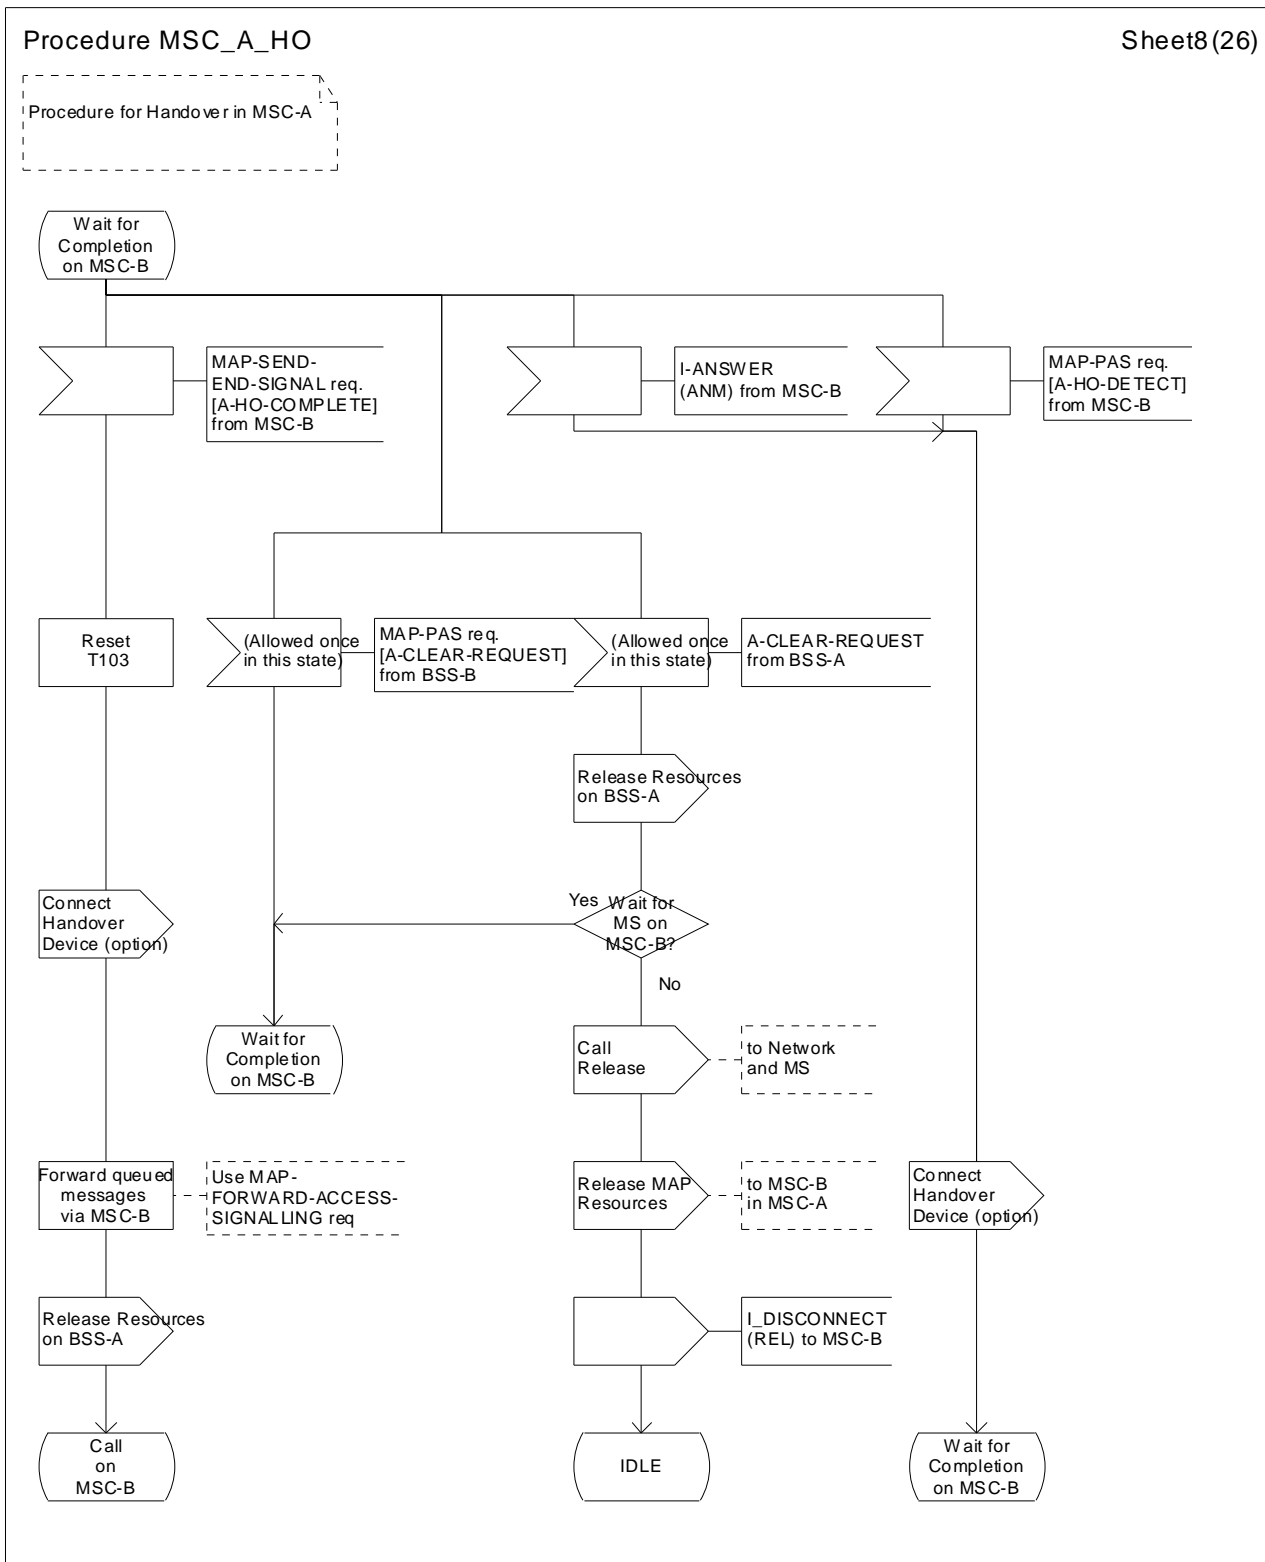 Procedure MSC_A_HO
Sheet8(26)
Procedure for Handover in MSC-A
Wait for
Completion
on MSC-B
MAP-SEND-
END-SIGNAL req.
[A-HO-COMPLETE]
from MSC-B
I-ANSWER
(ANM) from MSC-B
MAP-PAS req.
[A-HO-DETECT]
from MSC-B
Reset
T103
(Allowed once
in this state)
MAP-PAS req.
[A-CLEAR-REQUEST]
from BSS-B
(Allowed once
in this state)
A-CLEAR-REQUEST
from BSS-A
Release Resources
on BSS-A
Connect
Handover
Device (option)
Yes
Wait for
MS on
MSC-B?
No
Wait for
Completion
on MSC-B
Call
Release
to Network
and MS
Forward queued
messages
via MSC-B
Use MAP-
FORWARD-ACCESS-
SIGNALLING req
Release MAP
Resources
to MSC-B
in MSC-A
Connect
Handover
Device (option)
Release Resources
on BSS-A
I_DISCONNECT
(REL) to MSC-B
Call
on
MSC-B
IDLE
Wait for
Completion
on MSC-B